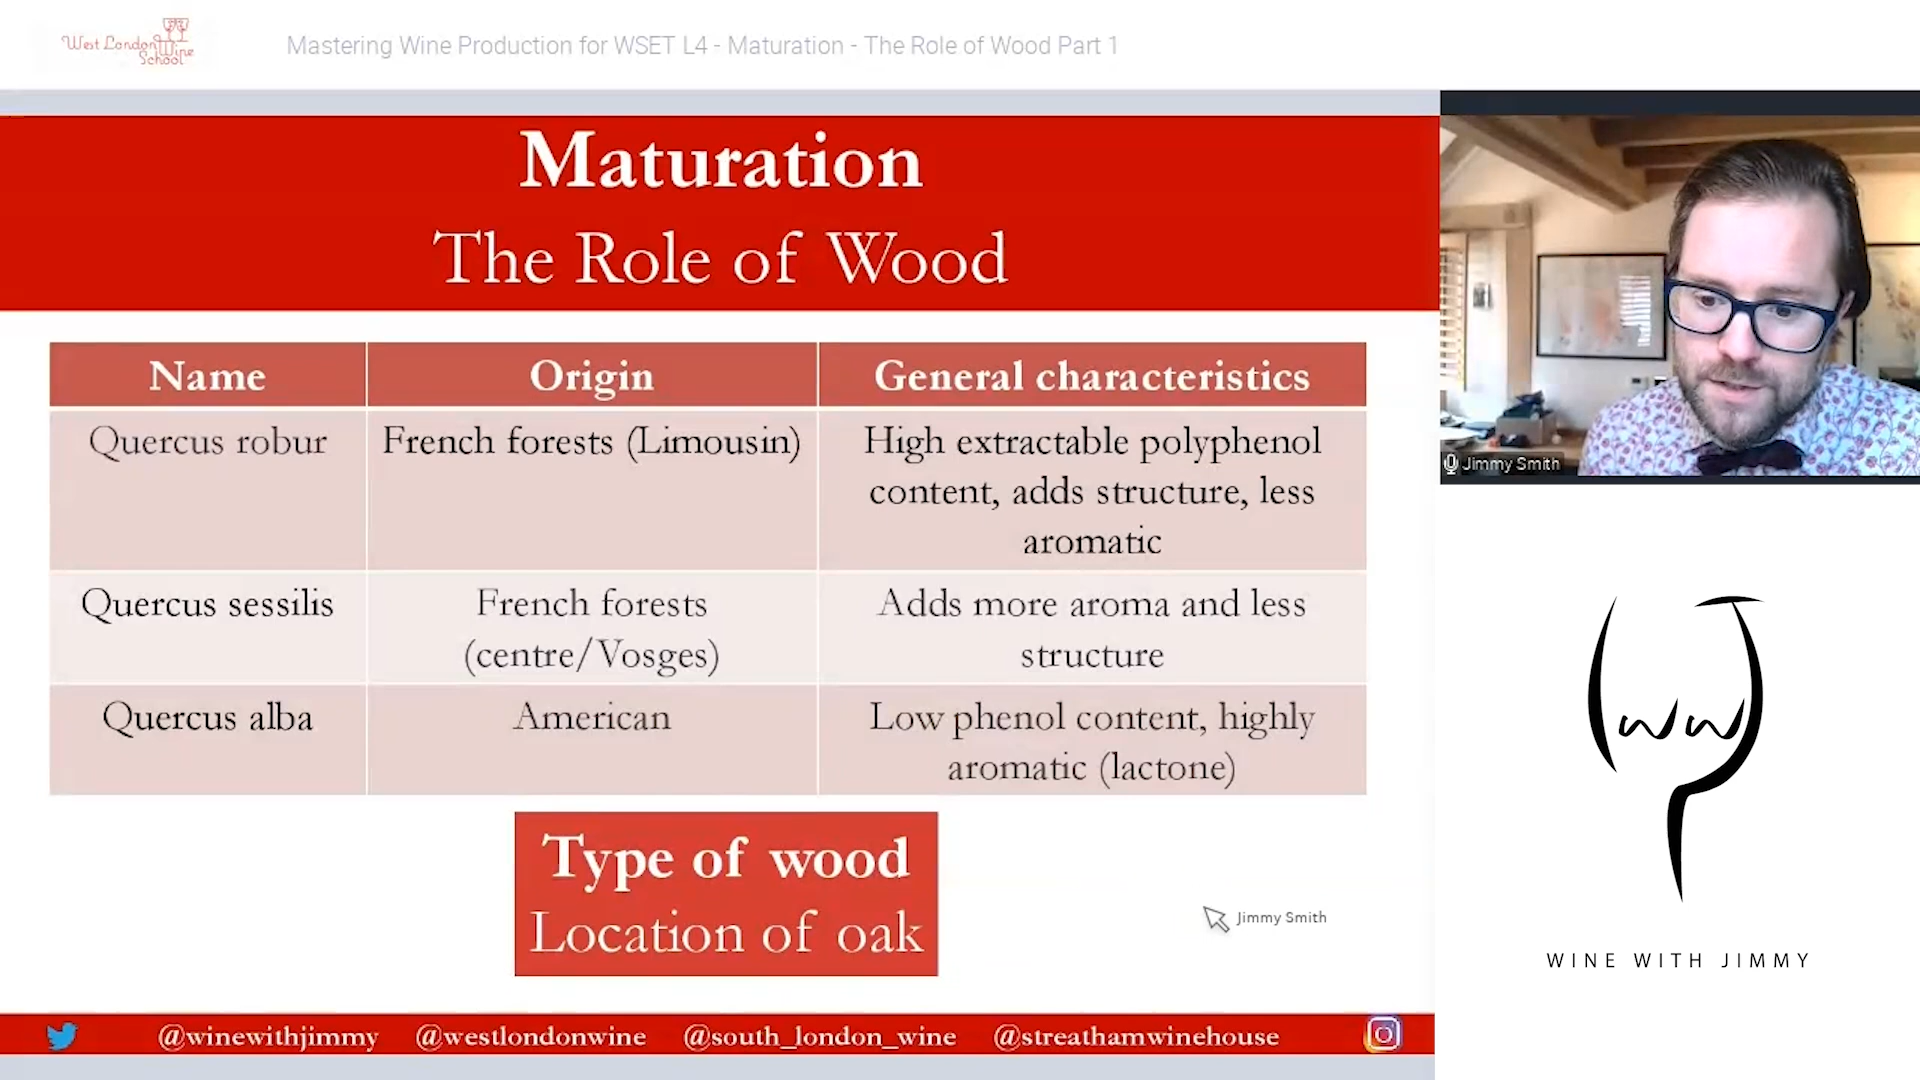 West London Wine School
Mastering Wine Production for WSET L4 - Maturation - The Role of Wood Part 1
Maturation
The Role of Wood
Name Origin General characteristics
Quercus robur French forests (Limousin) High extractable polyphenol
content, adds structure, less
aromatic
Quercus sessilis French forests
(centre/Vosges)
Adds more aroma and less
structure
Quercus alba American Low phenol content, highly
aromatic (lactone)
Type of wood
Location of oak
Jimmy Smith
@winewithjimmy @westlondonwine @south_london_wine @streathamwinehouse
Jimmy Smith
ww
WINE WITH JIMMY